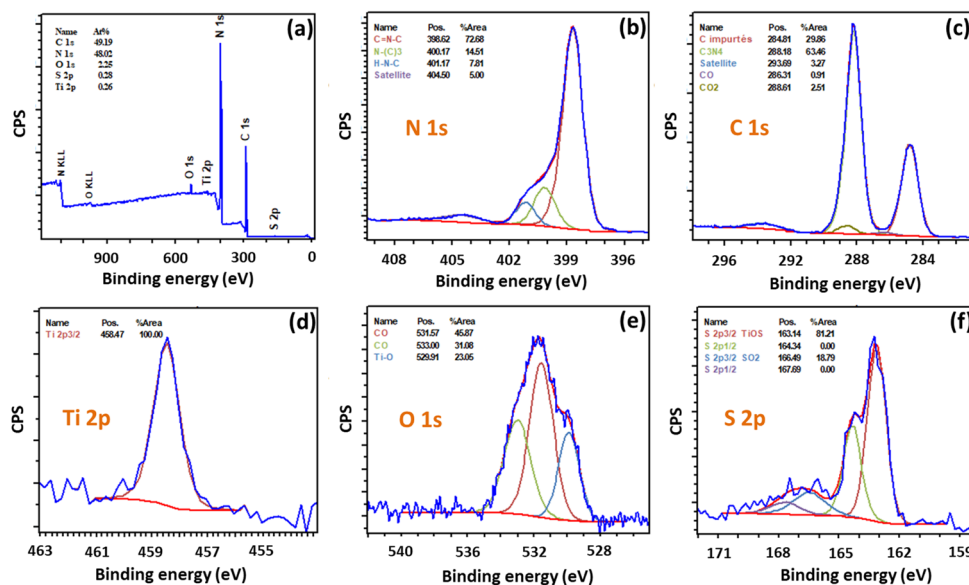 (a)
Name At%
C 1s 49.19
N 1s 48.02
O 1s 2.25
S 2p 0.28
Ti 2p 0.26
N KLL
O KLL
O 1s
Ti 2p
N 1s
C 1s
S 2p
CPS
900 600 300 0
Binding energy (eV)
(b)
Name Pos. %Area
C=N-C 398.62 72.68
N-(C)3 400.17 14.51
H-N-C 401.17 7.81
Satellite 404.50 5.00
N 1s
CPS
408 405 402 399 396
Binding energy (eV)
(c)
Name Pos. %Area
C impurtés 284.81 29.86
C3N4 288.18 63.46
Satellite 293.69 3.27
CO 286.31 0.91
CO2 288.61 2.51
C 1s
CPS
296 292 288 284
Binding energy (eV)
(d)
Name Pos. %Area
Ti 2p3/2 458.47 100.00
Ti 2p
CPS
463 461 459 457 455
Binding energy (eV)
(e)
Name Pos. %Area
CO 531.57 45.87
CO 533.00 31.08
Ti-O 529.91 23.05
O 1s
CPS
540 536 532 528
Binding energy (eV)
(f)
Name Pos. %Area
S 2p3/2 TiOS 163.14 81.21
S 2p1/2 164.34 0.00
S 2p3/2 SO2 166.49 18.79
S 2p1/2 167.69 0.00
S 2p
CPS
171 168 165 162 159
Binding energy (eV)